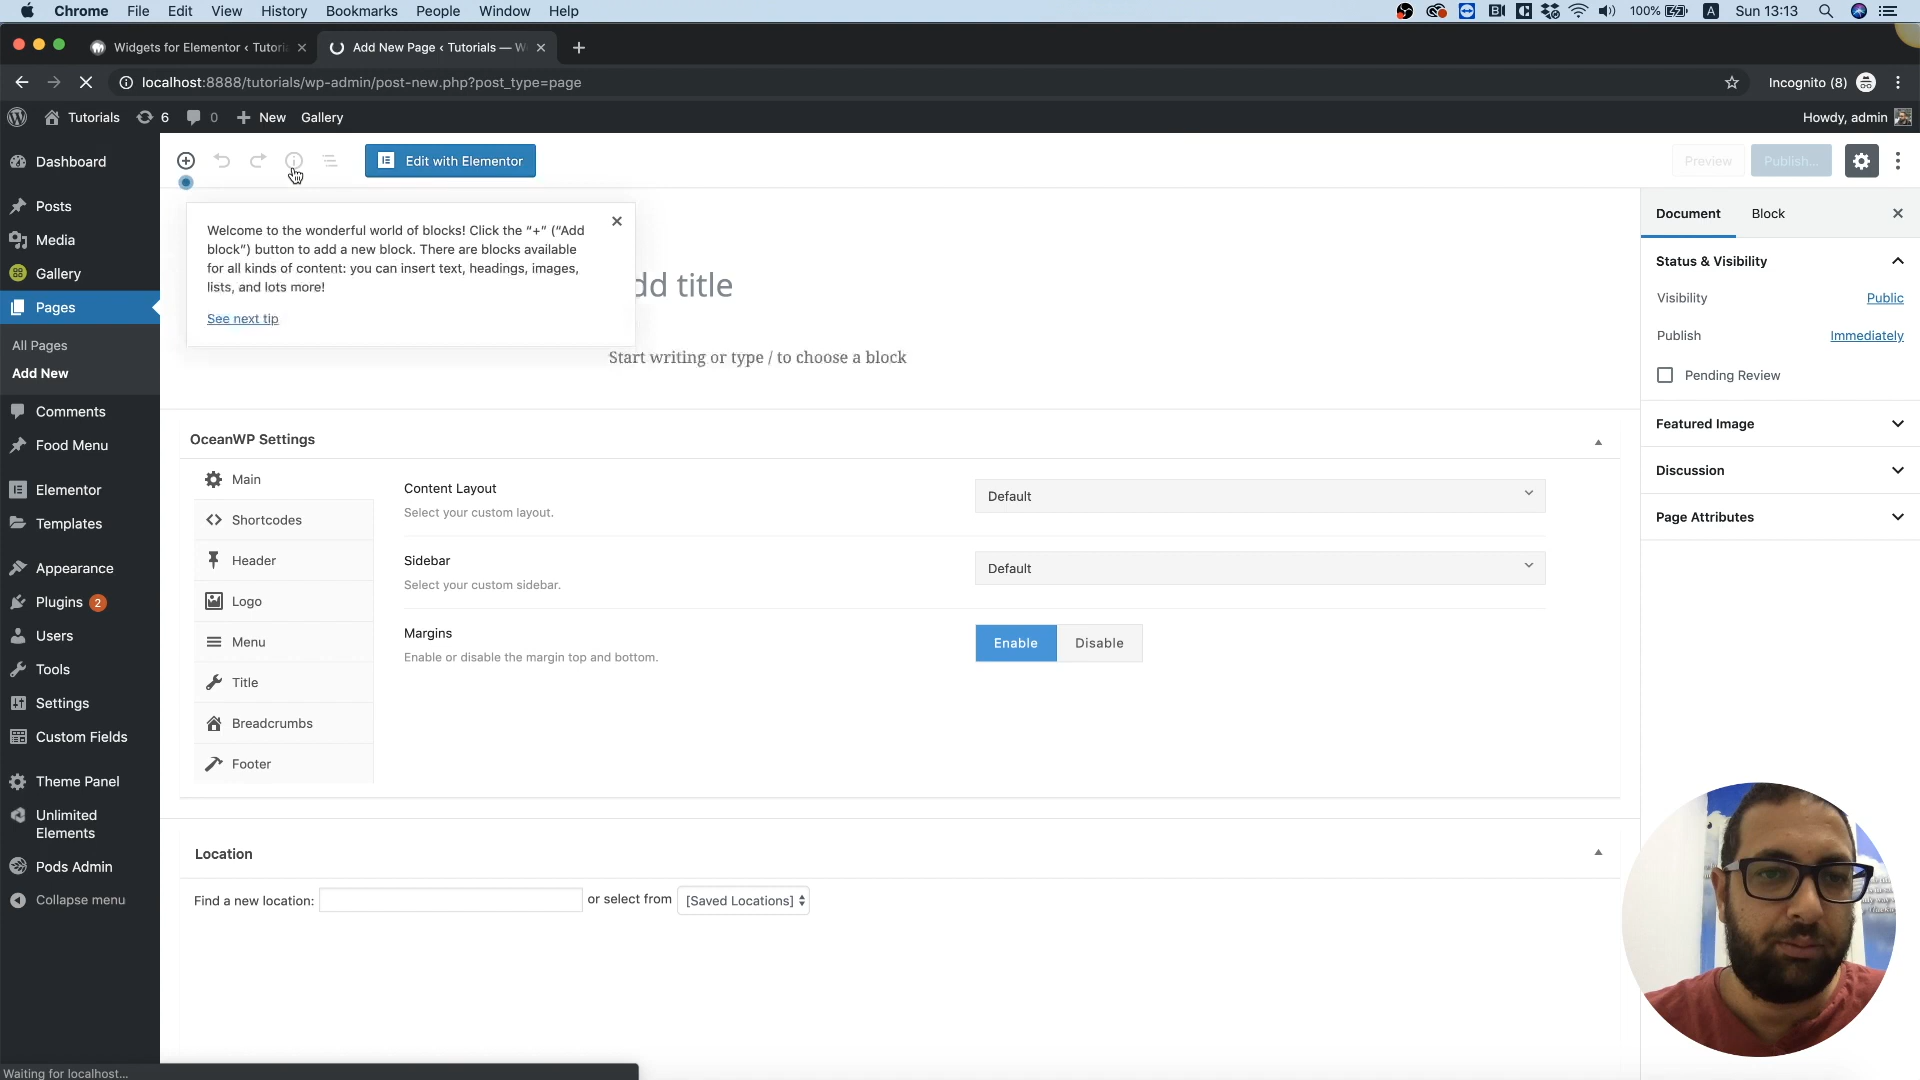 Chrome File Edit View History Bookmarks People Window Help 100% A Sun 13:13
Widgets for Elementor ‹ Tutori
Add New Page ‹ Tutorials — W
localhost:8888/tutorials/wp-admin/post-new.php?post_type=page
Incognito (8)
Tutorials 6 0 New Gallery
Howdy, admin
Dashboard
Posts
Media
Gallery
Pages
All Pages
Add New
Comments
Food Menu
Elementor
Templates
Appearance
Plugins 2
Users
Tools
Settings
Custom Fields
Theme Panel
Unlimited
Elements
Pods Admin
Collapse menu
Edit with Elementor
Preview
Publish...
Welcome to the wonderful world of blocks! Click the “+” (“Add
block”) button to add a new block. There are blocks available
for all kinds of content: you can insert text, headings, images,
lists, and lots more!
See next tip
dd title
Start writing or type / to choose a block
OceanWP Settings
Main
Shortcodes
Header
Logo
Menu
Title
Breadcrumbs
Footer
Content Layout
Select your custom layout.
Default
Sidebar
Select your custom sidebar.
Default
Margins
Enable or disable the margin top and bottom.
Enable
Disable
Location
Find a new location:
or select from
[Saved Locations]
Document
Block
Status & Visibility
Visibility
Public
Publish
Immediately
Pending Review
Featured Image
Discussion
Page Attributes
Waiting for localhost...